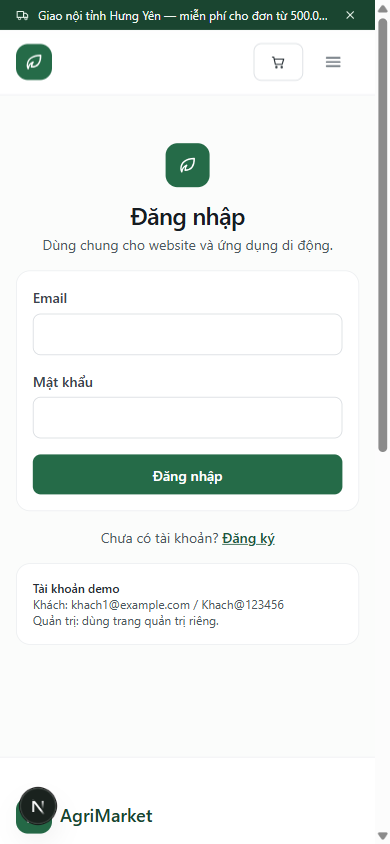 Giao nội tỉnh Hưng Yên — miễn phí cho đơn từ 500.0...
Đăng nhập
Dùng chung cho website và ứng dụng di động.
Email
Mật khẩu
Đăng nhập
Chưa có tài khoản? Đăng ký
Tài khoản demo
Khách: khach1@example.com / Khach@123456
Quản trị: dùng trang quản trị riêng.
N
AgriMarket